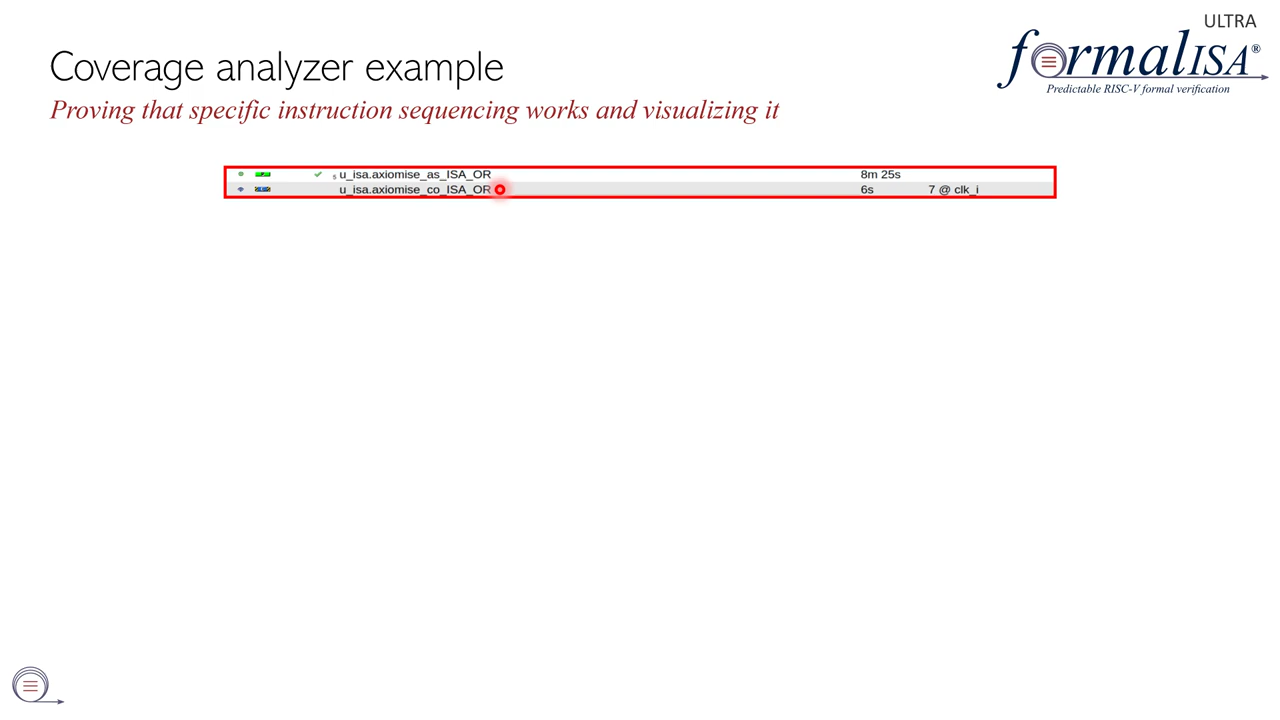 ULTRA
Coverage analyzer example
formalISA®
Predictable RISC-V formal verification
Proving that specific instruction sequencing works and visualizing it
5 u_isa.axiomise_as_ISA_OR 8m 25s
u_isa.axiomise_co_ISA_OR 6s 7 @ clk_i